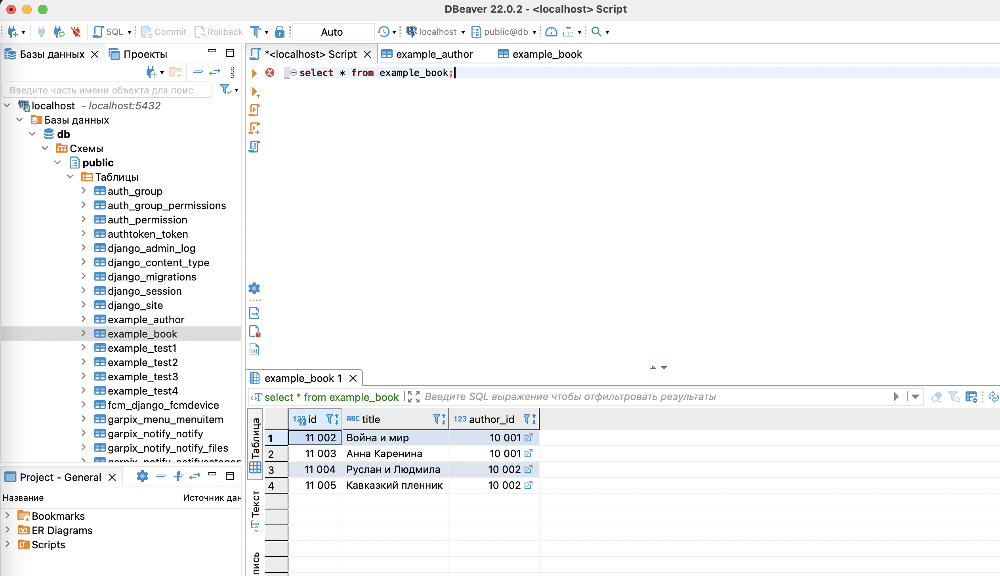 DBeaver 22.0.2 - <localhost> Script
SQL Commit Rollback Auto localhost public@db
Базы данных Проекты
*<localhost> Script example_author example_book
select * from example_book;
Введите часть имени объекта для поис
localhost - localhost:5432
Базы данных
db
Схемы
public
Таблицы
auth_group
auth_group_permissions
auth_permission
authtoken_token
django_admin_log
django_content_type
django_migrations
django_session
django_site
example_author
example_book
example_test1
example_test2
example_test3
example_test4
fcm_django_fcmdevice
garpix_menu_menuitem
garpix_notify_notify
garpix_notify_notify_files
garpix_notify_notifycategory
Project - General
Название Источник дан
Bookmarks
ER Diagrams
Scripts
example_book 1
select * from example_book Введите SQL выражение чтобы отфильтровать результаты
Таблица
Текст
пись
123 id ABC title 123 author_id
1 11 002 Война и мир 10 001
2 11 003 Анна Каренина 10 001
3 11 004 Руслан и Людмила 10 002
4 11 005 Кавказкий пленник 10 002